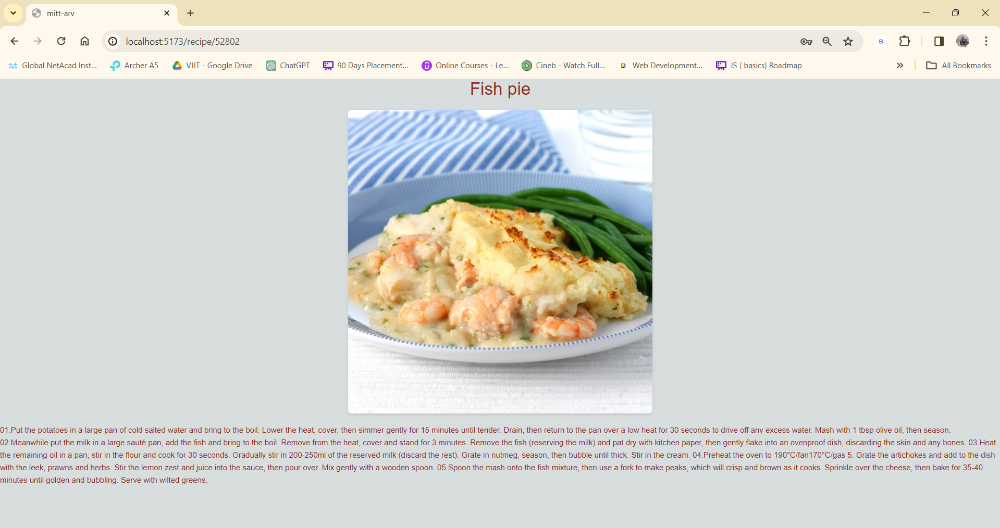 mitt-arv
localhost:5173/recipe/52802
B
Global NetAcad Inst... Archer A5 VJIT - Google Drive ChatGPT 90 Days Placement... Online Courses - Le... Cineb - Watch Full... Web Development... JS ( basics) Roadmap All Bookmarks
Fish pie
01.Put the potatoes in a large pan of cold salted water and bring to the boil. Lower the heat, cover, then simmer gently for 15 minutes until tender. Drain, then return to the pan over a low heat for 30 seconds to drive off any excess water. Mash with 1 tbsp olive oil, then season.
02.Meanwhile put the milk in a large sauté pan, add the fish and bring to the boil. Remove from the heat, cover and stand for 3 minutes. Remove the fish (reserving the milk) and pat dry with kitchen paper, then gently flake into an ovenproof dish, discarding the skin and any bones. 03.Heat
the remaining oil in a pan, stir in the flour and cook for 30 seconds. Gradually stir in 200-250ml of the reserved milk (discard the rest). Grate in nutmeg, season, then bubble until thick. Stir in the cream. 04.Preheat the oven to 190°C/fan170°C/gas 5. Grate the artichokes and add to the dish
with the leek, prawns and herbs. Stir the lemon zest and juice into the sauce, then pour over. Mix gently with a wooden spoon. 05.Spoon the mash onto the fish mixture, then use a fork to make peaks, which will crisp and brown as it cooks. Sprinkle over the cheese, then bake for 35-40
minutes until golden and bubbling. Serve with wilted greens.